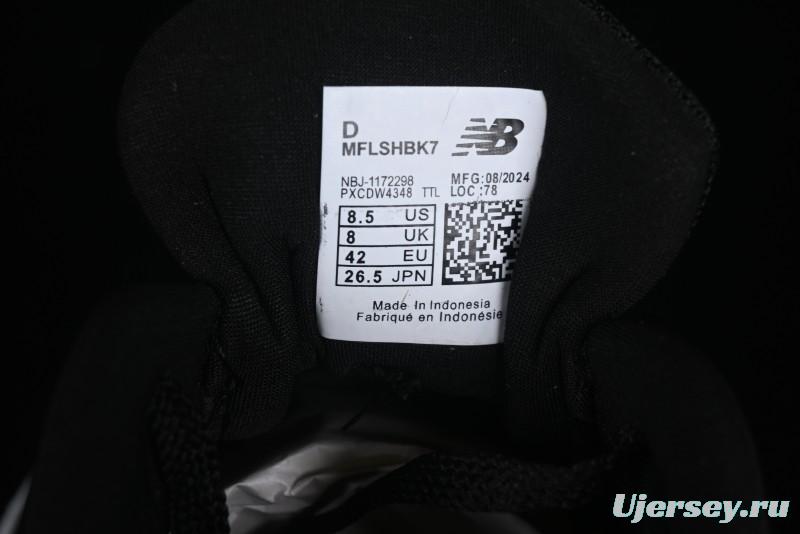 D
MFLSHBK7 NB
NBJ-1172298 MFG:08/2024
PXCDW4348 TTL LOC :78
8.5 US
8 UK
42 EU
26.5 JPN
Made In Indonesia
Fabriqué en Indonésie
Ujersey.ru